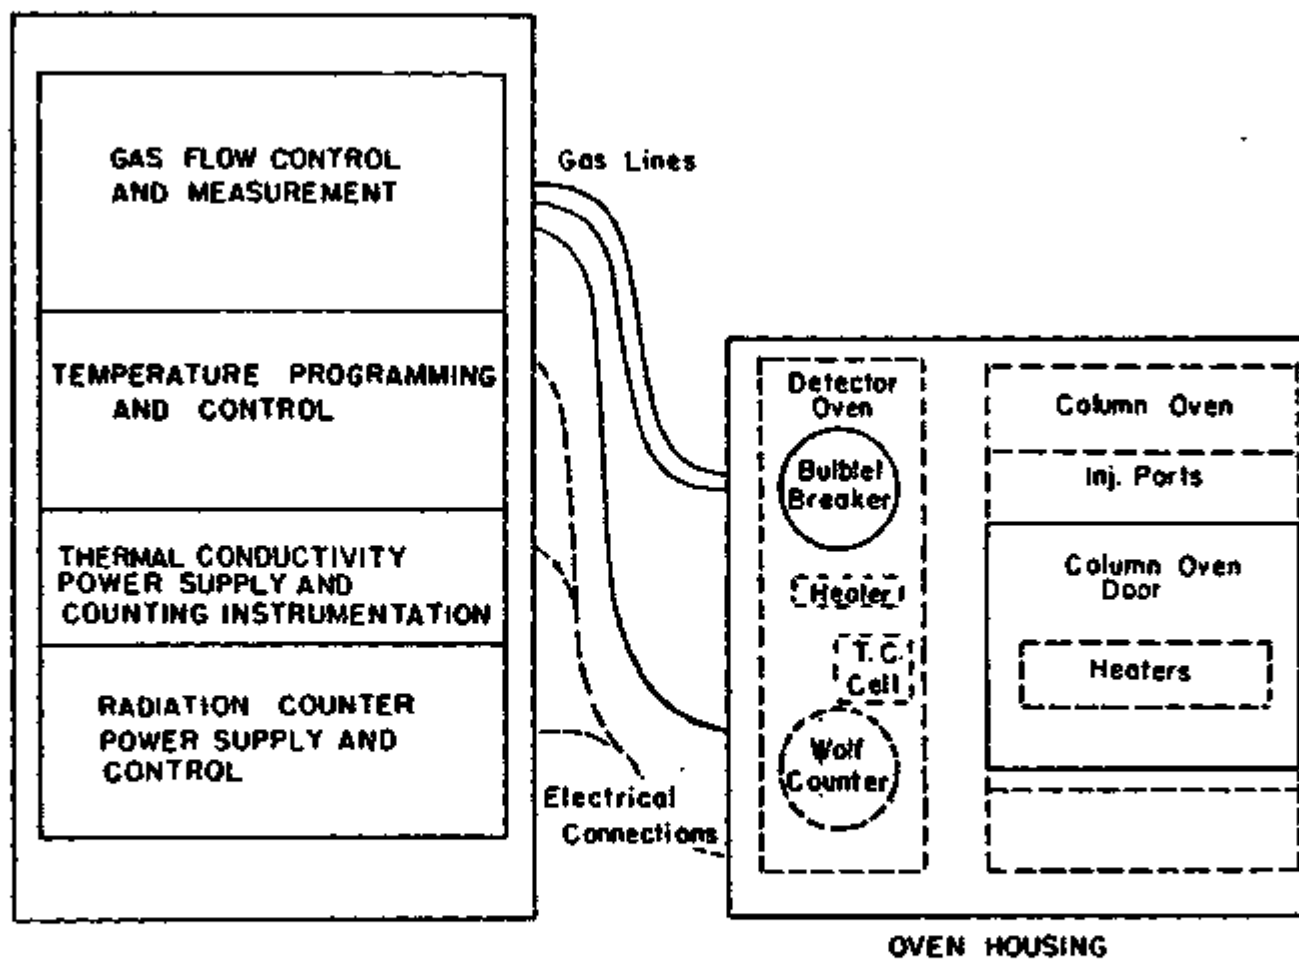 GAS FLOW CONTROL
AND MEASUREMENT
TEMPERATURE PROGRAMMING
AND CONTROL
THERMAL CONDUCTIVITY
POWER SUPPLY AND
COUNTING INSTRUMENTATION
RADIATION COUNTER
POWER SUPPLY AND
CONTROL
Gas Lines
Electrical
Connections
Detector
Oven
Bulblet
Breaker
Heater
T. C.
Cell
Wolf
Counter
Column Oven
Inj. Ports
Column Oven
Door
Heaters
OVEN HOUSING